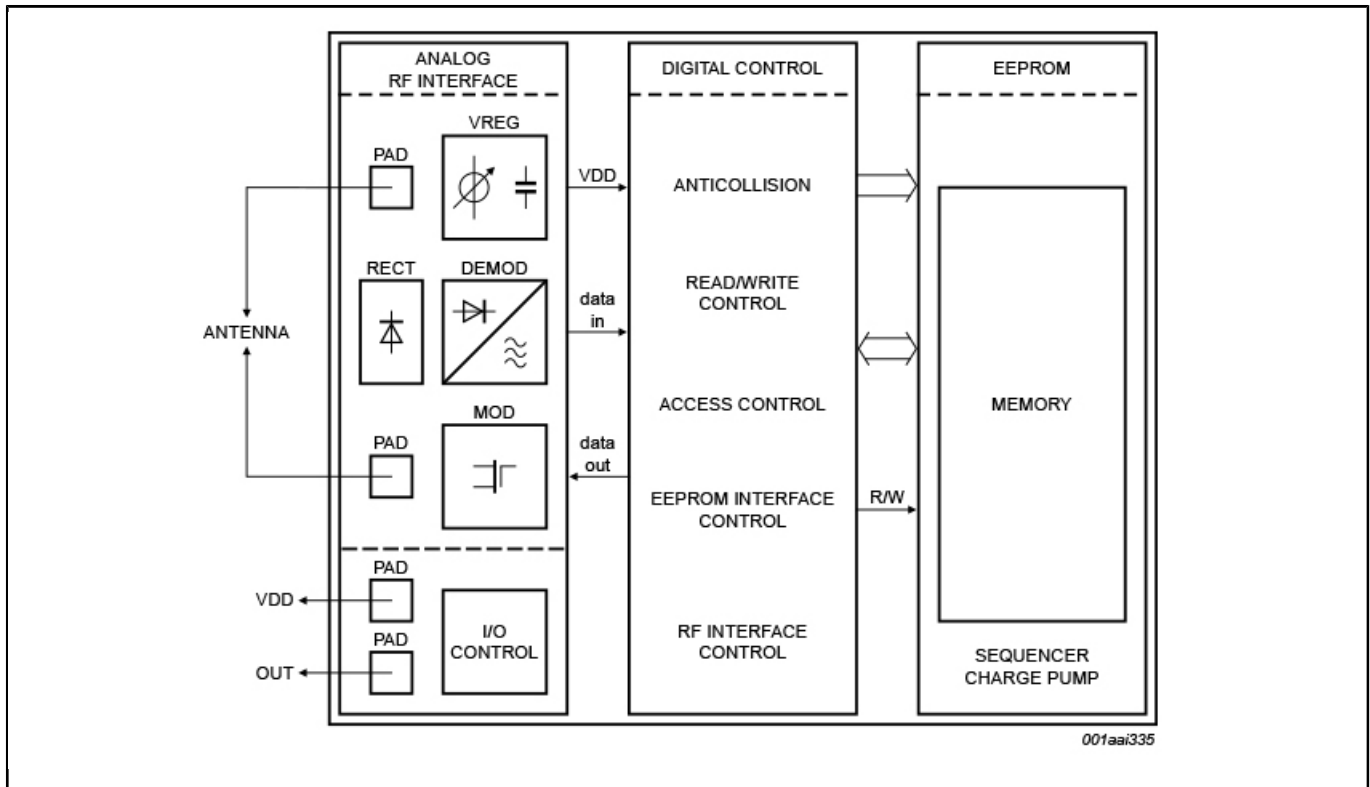 ANALOG
RF INTERFACE
VREG
PAD
RECT
DEMOD
ANTENNA
MOD
PAD
PAD
VDD
PAD
OUT
I/O
CONTROL
VDD
data
in
data
out
DIGITAL CONTROL
ANTICOLLISION
READ/WRITE
CONTROL
ACCESS CONTROL
EEPROM INTERFACE
CONTROL
RF INTERFACE
CONTROL
R/W
EEPROM
MEMORY
SEQUENCER
CHARGE PUMP
001aai335